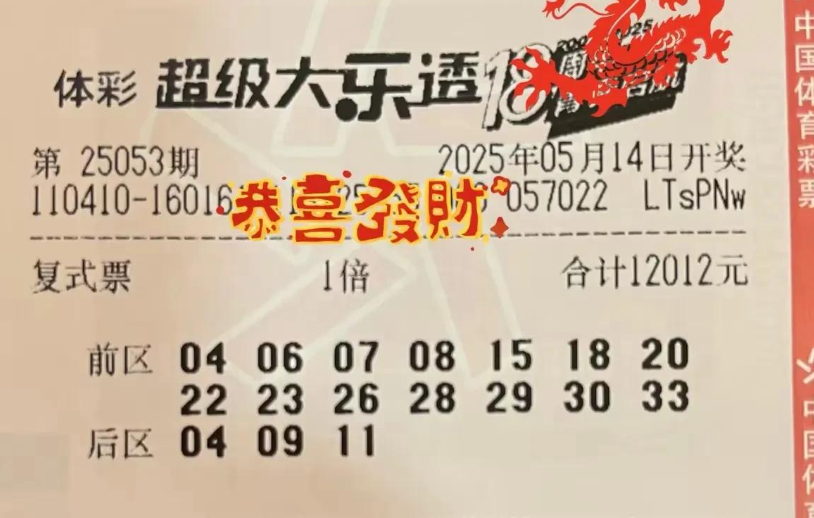 体彩 超级大乐透 18
第 25053期 2025年05月14日开奖
110410-16016 057022 LTsPNw
恭喜發財
复式票 1倍 合计12012元
前区 04 06 07 08 15 18 20
22 23 26 28 29 30 33
后区 04 09 11
中国体育彩票
中国体育